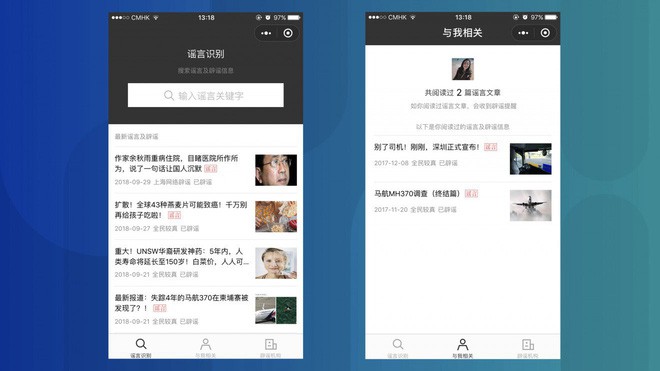 CMHK
13:18
97%
谣言识别
搜索谣言及辟谣信息
输入谣言关键字
最新谣言及辟谣
作家余秋雨重病住院，目睹医院所作所
为，说了一句话让国人沉默 谣言
2018-09-29 上海网络辟谣 已辟谣
扩散！全球43种燕麦片可能致癌！千万别
再给孩子吃啦！ 谣言
2018-09-27 全民较真 已辟谣
重大！UNSW华裔研发神药：5年内，人
类寿命将延长至150岁！白菜价，人人可...
2018-09-21 全民较真 已辟谣
最新报道：失踪4年的马航370在柬埔寨被
发现了？！ 谣言
2018-09-21 全民较真 已辟谣
谣言识别
与我相关
辟谣机构
CMHK
13:18
97%
与我相关
共阅读过 2 篇谣言文章
如你阅读过谣言文章，会收到辟谣提醒
以下是你阅读过的谣言及辟谣信息
别了司机！刚刚，深圳正式宣布！ 谣言
2017-12-08 全民较真 已辟谣
马航MH370调查（终结篇） 谣言
2017-11-20 全民较真 已辟谣
谣言识别
与我相关
辟谣机构